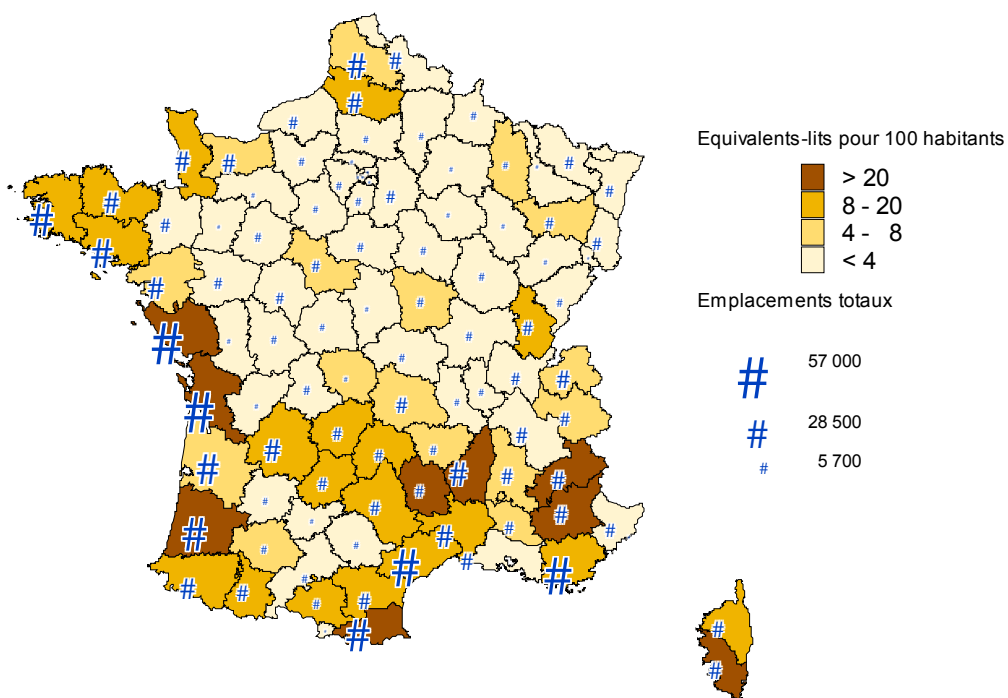 Equivalents-lits pour 100 habitants
> 20
8 - 20
4 - 8
< 4
Emplacements totaux
57 000
28 500
5 700